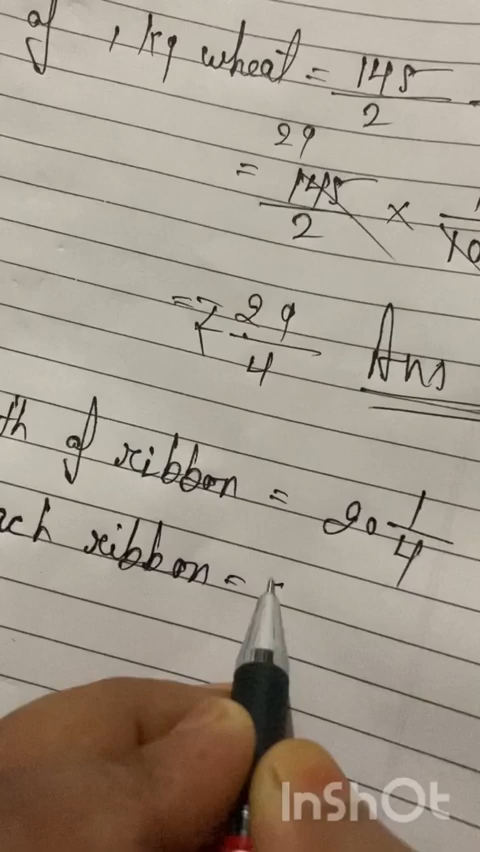 of 1 kg wheat = 145/2
29
= 145/2 × 1/10
= ₹ 29/4 Ans
th of ribbon = 20 1/4
ach ribbon =
InShOt